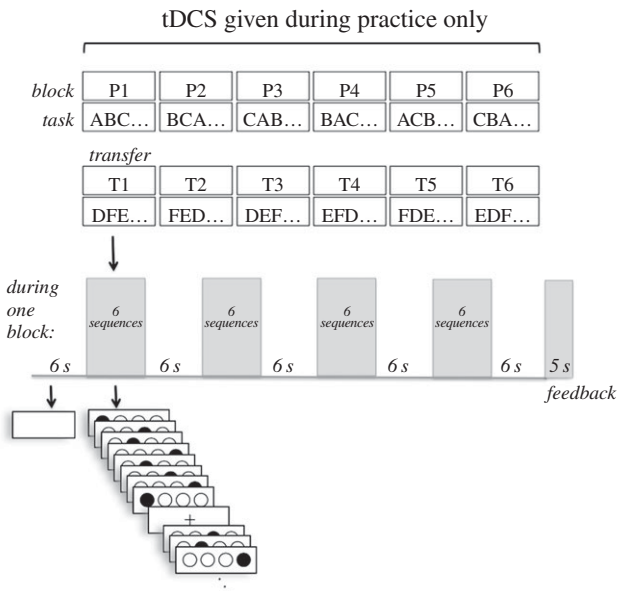 tDCS given during practice only
block P1 P2 P3 P4 P5 P6
task ABC... BCA... CAB... BAC... ACB... CBA...
transfer
T1 T2 T3 T4 T5 T6
DFE... FED... DEF... EFD... FDE... EDF...
during
one
block:
6 sequences 6 sequences 6 sequences 6 sequences
6 s 6 s 6 s 6 s 6 s 5 s
feedback
+